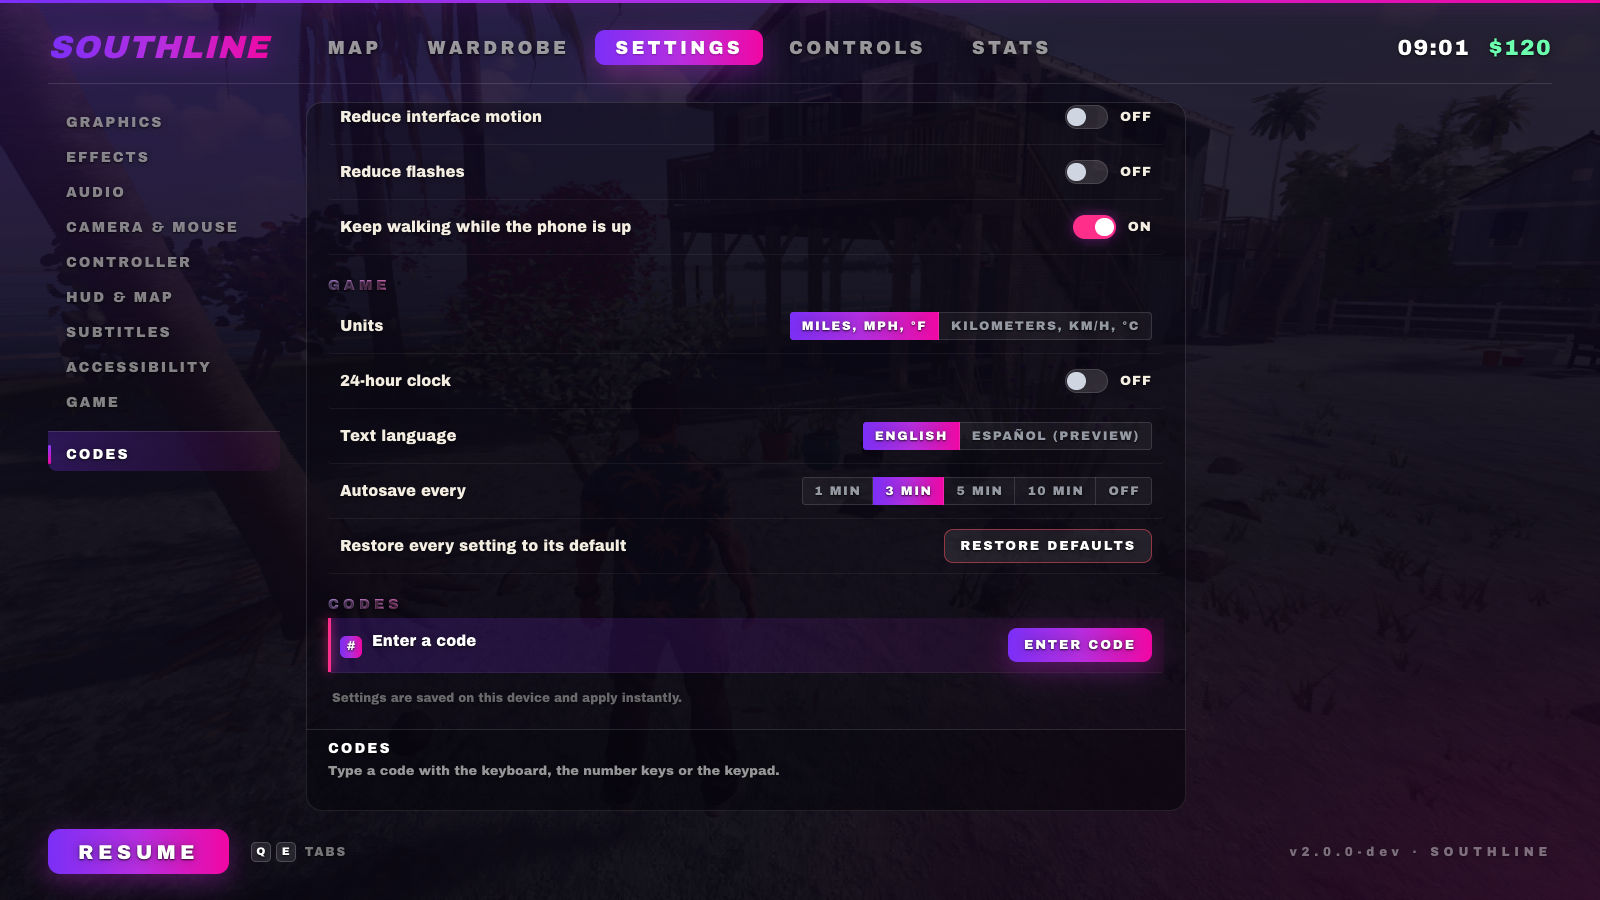 SOUTHLINE
MAP WARDROBE SETTINGS CONTROLS STATS
09:01 $120
GRAPHICS
EFFECTS
AUDIO
CAMERA & MOUSE
CONTROLLER
HUD & MAP
SUBTITLES
ACCESSIBILITY
GAME
CODES
Reduce interface motion OFF
Reduce flashes OFF
Keep walking while the phone is up ON
GAME
Units MILES, MPH, °F KILOMETERS, KM/H, °C
24-hour clock OFF
Text language ENGLISH ESPAÑOL (PREVIEW)
Autosave every 1 MIN 3 MIN 5 MIN 10 MIN OFF
Restore every setting to its default RESTORE DEFAULTS
CODES
# Enter a code ENTER CODE
Settings are saved on this device and apply instantly.
CODES
Type a code with the keyboard, the number keys or the keypad.
RESUME Q E TABS
v2.0.0-dev · SOUTHLINE